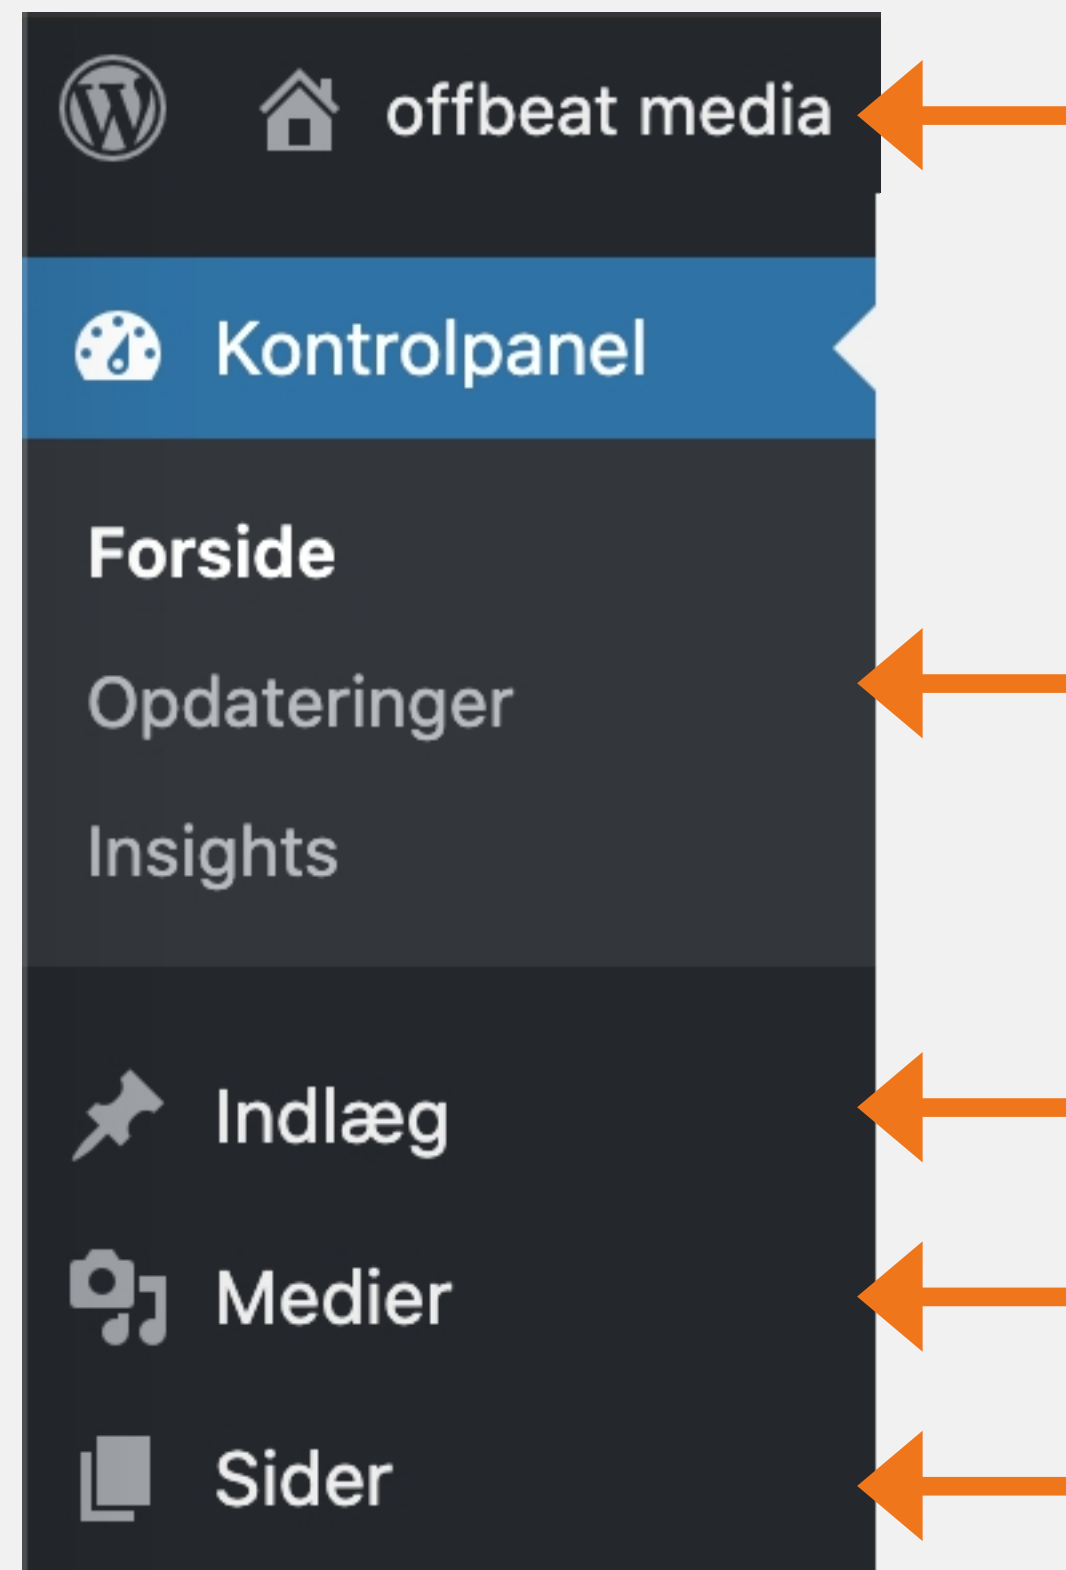 offbeat media
Kontrolpanel
Forside
Opdateringer
Insights
Indlæg
Medier
Sider